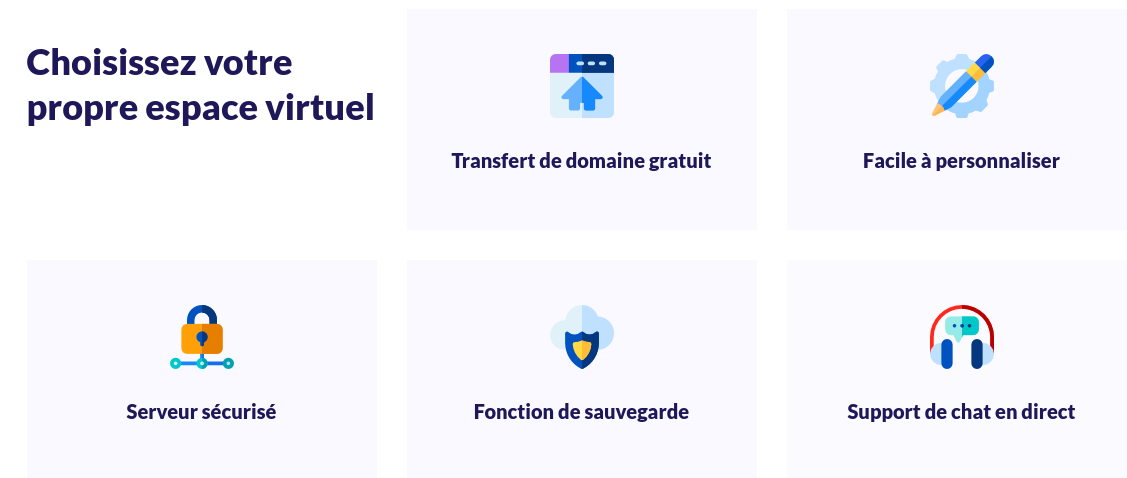 Choisissez votre
propre espace virtuel
Transfert de domaine gratuit
Facile à personnaliser
Serveur sécurisé
Fonction de sauvegarde
Support de chat en direct